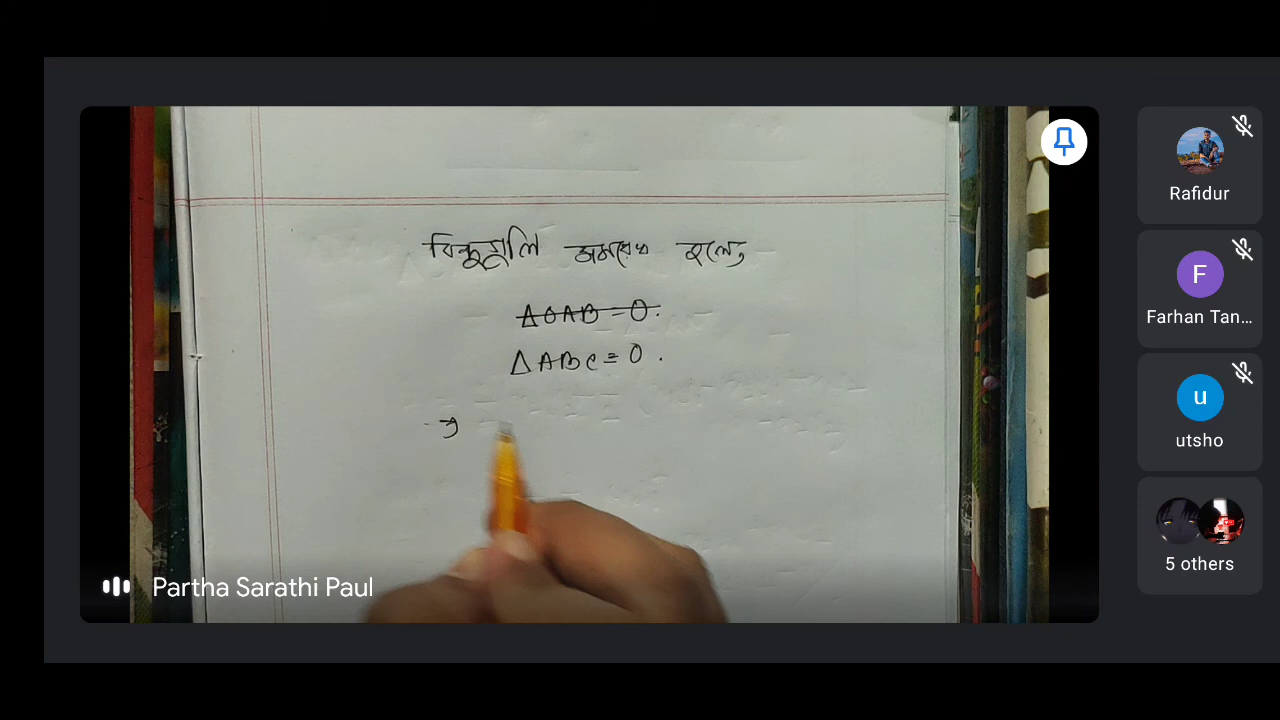 Rafidur
বিন্দুগুলি সমরেখ হলে,
ΔOAB=0.
ΔABC=0.
Farhan Tan...
utsho
⇒
5 others
Partha Sarathi Paul